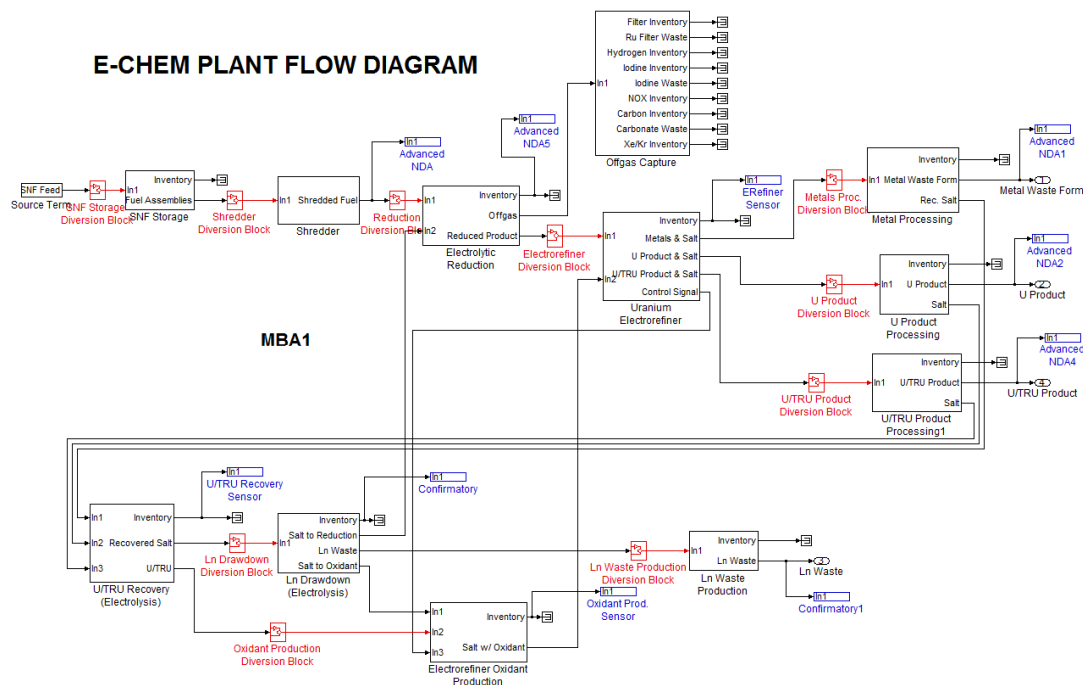 E-CHEM PLANT FLOW DIAGRAM
SNF Feed
Source Term
SNF Storage
Diversion Block
In1
Inventory
Fuel Assemblies
SNF Storage
Shredder
Diversion Block
In1
Shredded Fuel
Shredder
In1
Advanced
NDA
Reduction
Diversion Blo
In1
In2
Inventory
Offgas
Reduced Product
Electrolytic
Reduction
In1
Advanced
NDA5
In1
Filter Inventory
Ru Filter Waste
Hydrogen Inventory
Iodine Inventory
Iodine Waste
NOX Inventory
Carbon Inventory
Carbonate Waste
Xe/Kr Inventory
Offgas Capture
Electrorefiner
Diversion Block
In1
In2
Inventory
Metals & Salt
U Product & Salt
U/TRU Product & Salt
Control Signal
Uranium
Electrorefiner
In1
ERefiner
Sensor
Metals Proc.
Diversion Block
In1
Inventory
Metal Waste Form
Rec. Salt
Metal Processing
In1
Advanced
NDA1
1
Metal Waste Form
U Product
Diversion Block
In1
Inventory
U Product
Salt
U Product
Processing
In1
Advanced
NDA2
2
U Product
U/TRU Product
Diversion Block
In1
Inventory
U/TRU Product
Salt
U/TRU Product
Processing1
In1
Advanced
NDA4
4
U/TRU Product
MBA1
In1
In2
In3
Inventory
Recovered Salt
U/TRU
U/TRU Recovery
(Electrolysis)
In1
U/TRU Recovery
Sensor
Ln Drawdown
Diversion Block
In1
Inventory
Salt to Reduction
Ln Waste
Salt to Oxidant
Ln Drawdown
(Electrolysis)
In1
Confirmatory
Oxidant Production
Diversion Block
In1
In2
In3
Inventory
Salt w/ Oxidant
Electrorefiner Oxidant
Production
In1
Oxidant Prod.
Sensor
Ln Waste Production
Diversion Block
In1
Inventory
Ln Waste
Ln Waste
Production
3
Ln Waste
In1
Confirmatory1